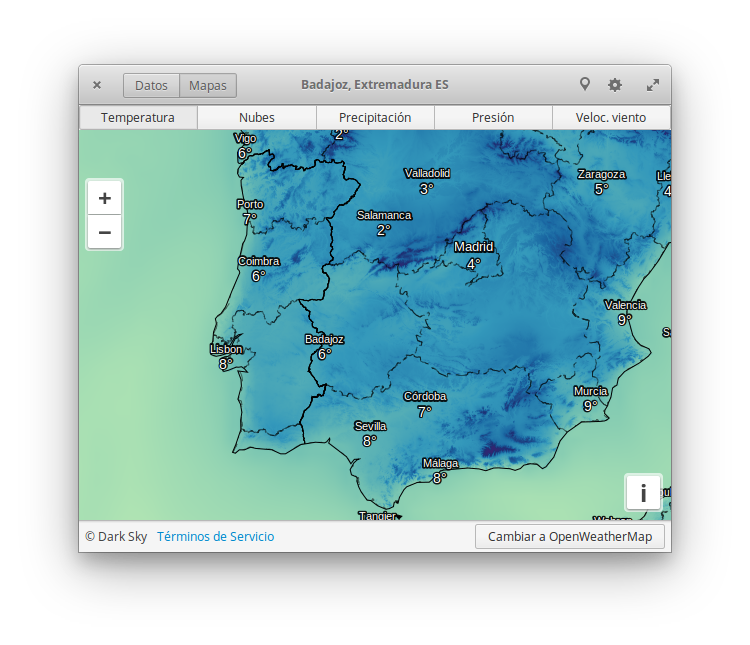 Datos Mapas Badajoz, Extremadura ES
Temperatura Nubes Precipitación Presión Veloc. viento
Vigo
6°
2°
Valladolid
3°
Zaragoza
5°
Lle
4
Porto
7°
Salamanca
2°
Madrid
4°
Coimbra
6°
Valencia
9°
Badajoz
6°
Lisbon
8°
Murcia
9°
Córdoba
7°
Sevilla
8°
Málaga
8°
Tangier
+
−
i
© Dark Sky Términos de Servicio Cambiar a OpenWeatherMap